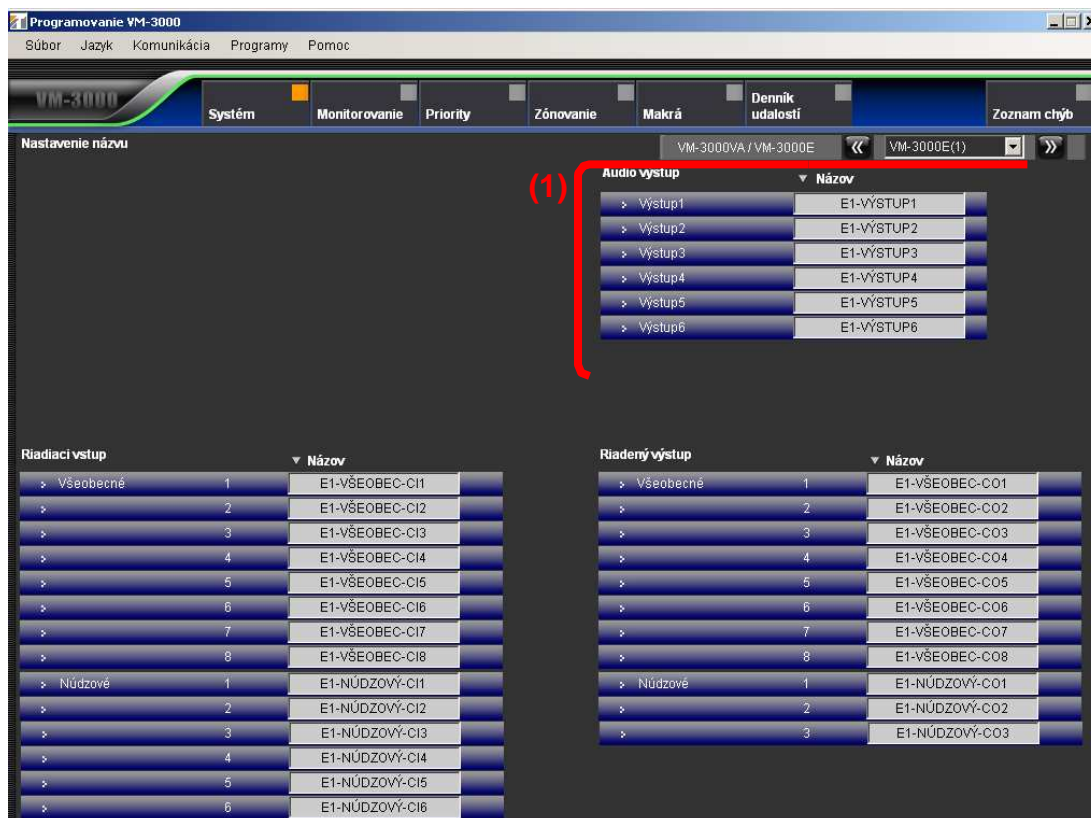 Programovanie VM-3000
Súbor Jazyk Komunikácia Programy Pomoc
VM-3000
Systém Monitorovanie Priority Zónovanie Makrá Denník udalostí Zoznam chýb
Nastavenie názvu VM-3000VA / VM-3000E VM-3000E(1)
(1)
Audio výstup Názov
Výstup1 E1-VÝSTUP1
Výstup2 E1-VÝSTUP2
Výstup3 E1-VÝSTUP3
Výstup4 E1-VÝSTUP4
Výstup5 E1-VÝSTUP5
Výstup6 E1-VÝSTUP6
Riadiaci vstup Názov
Všeobecné 1 E1-VŠEOBEC-CI1
2 E1-VŠEOBEC-CI2
3 E1-VŠEOBEC-CI3
4 E1-VŠEOBEC-CI4
5 E1-VŠEOBEC-CI5
6 E1-VŠEOBEC-CI6
7 E1-VŠEOBEC-CI7
8 E1-VŠEOBEC-CI8
Núdzové 1 E1-NÚDZOVÝ-CI1
2 E1-NÚDZOVÝ-CI2
3 E1-NÚDZOVÝ-CI3
4 E1-NÚDZOVÝ-CI4
5 E1-NÚDZOVÝ-CI5
6 E1-NÚDZOVÝ-CI6
Riadený výstup Názov
Všeobecné 1 E1-VŠEOBEC-CO1
2 E1-VŠEOBEC-CO2
3 E1-VŠEOBEC-CO3
4 E1-VŠEOBEC-CO4
5 E1-VŠEOBEC-CO5
6 E1-VŠEOBEC-CO6
7 E1-VŠEOBEC-CO7
8 E1-VŠEOBEC-CO8
Núdzové 1 E1-NÚDZOVÝ-CO1
2 E1-NÚDZOVÝ-CO2
3 E1-NÚDZOVÝ-CO3